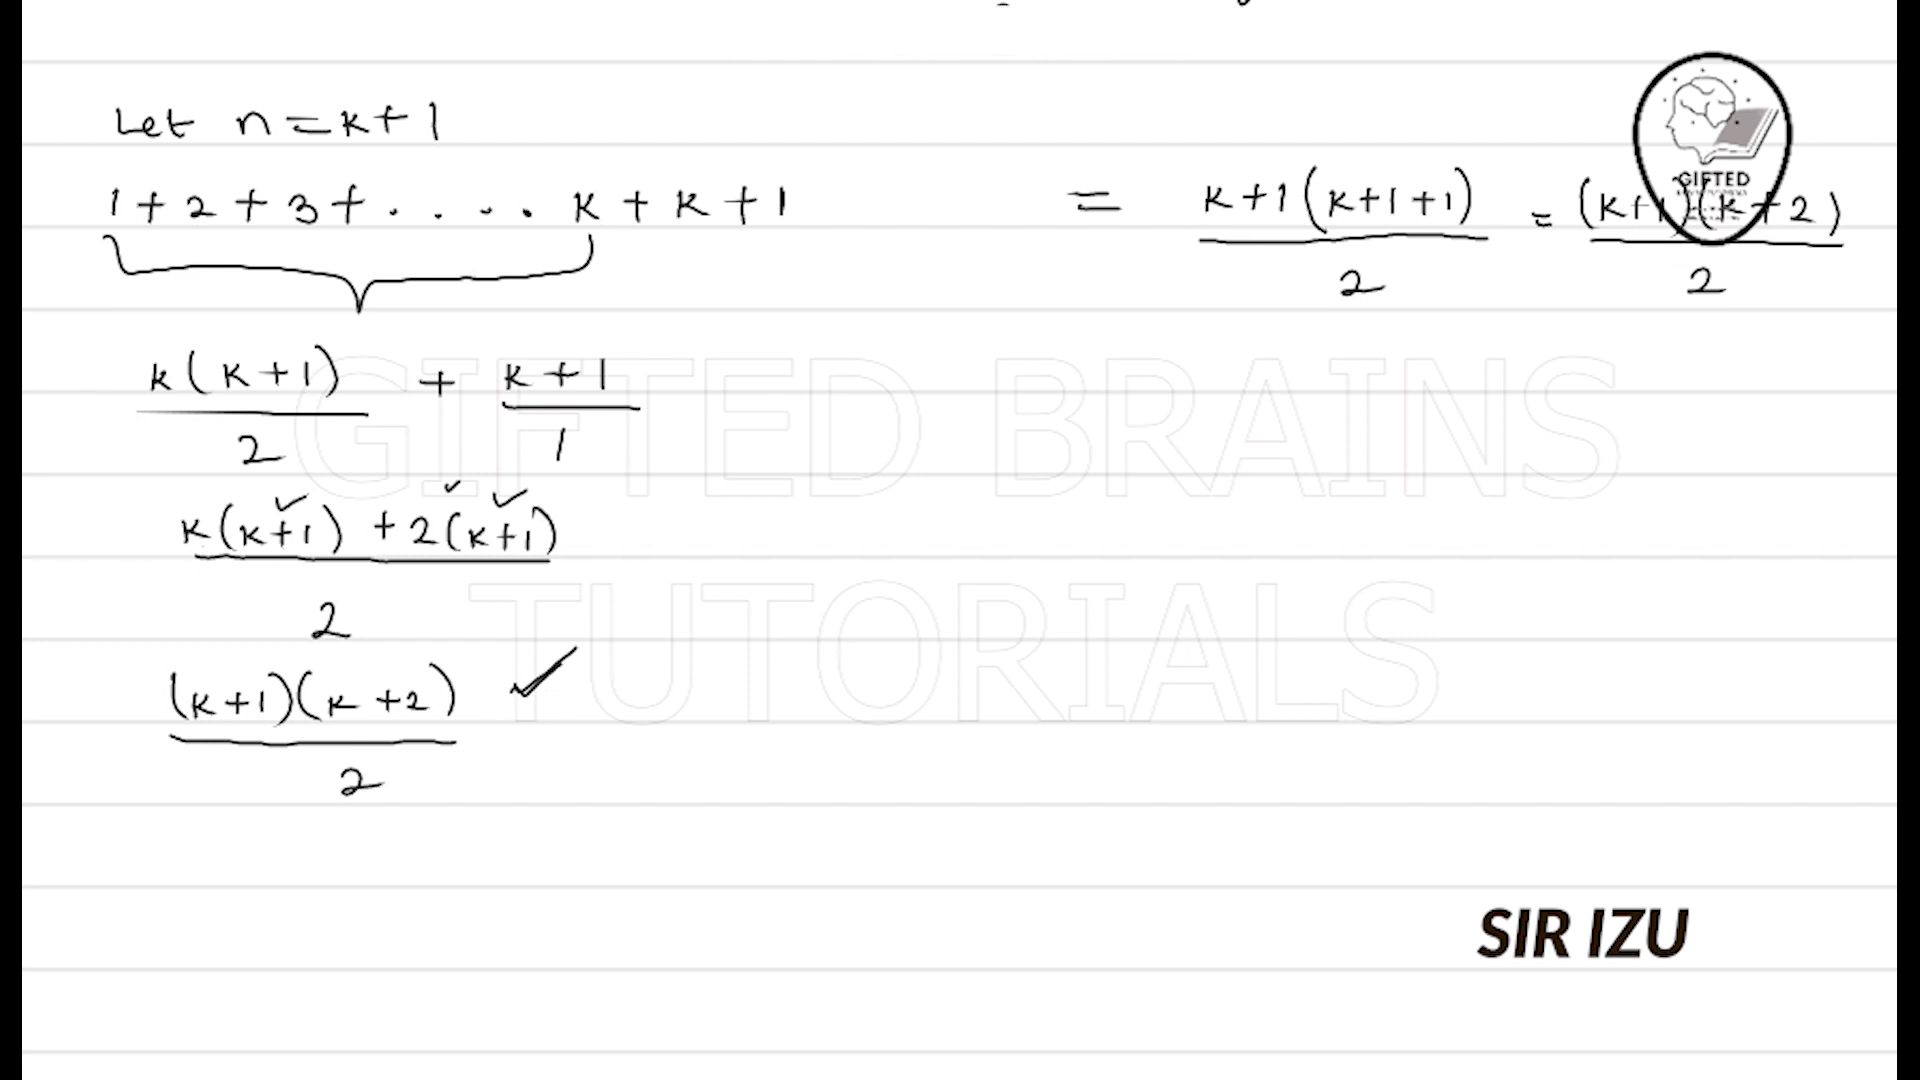 Let n=k+1
1+2+3+.....k+k+1 = k+1(k+1+1)/2 = (k+1)(k+2)/2
k(k+1)/2 + k+1/1
k(k+1) +2(k+1)/2
(k+1)(k+2)/2 ✓
GIFTED BRAINS
TUTORIALS
GIFTED
SIR IZU